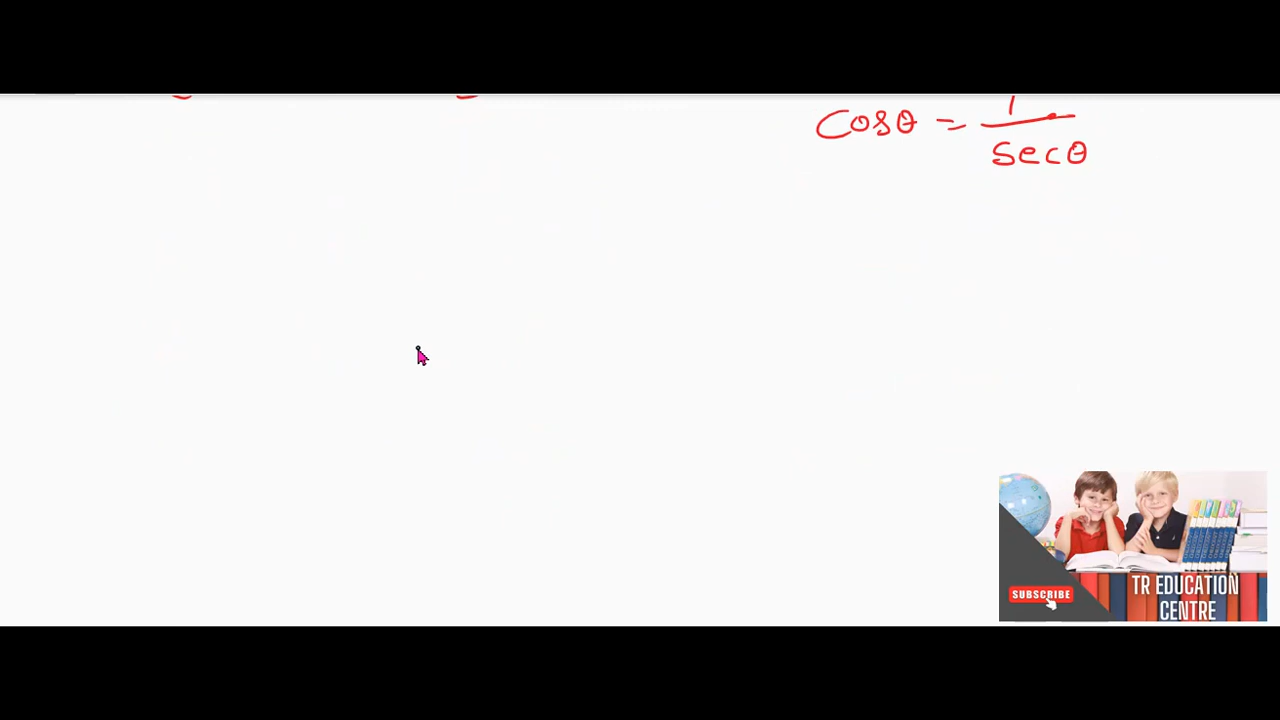 Cosθ = 1/secθ
SUBSCRIBE
TR EDUCATION
CENTRE